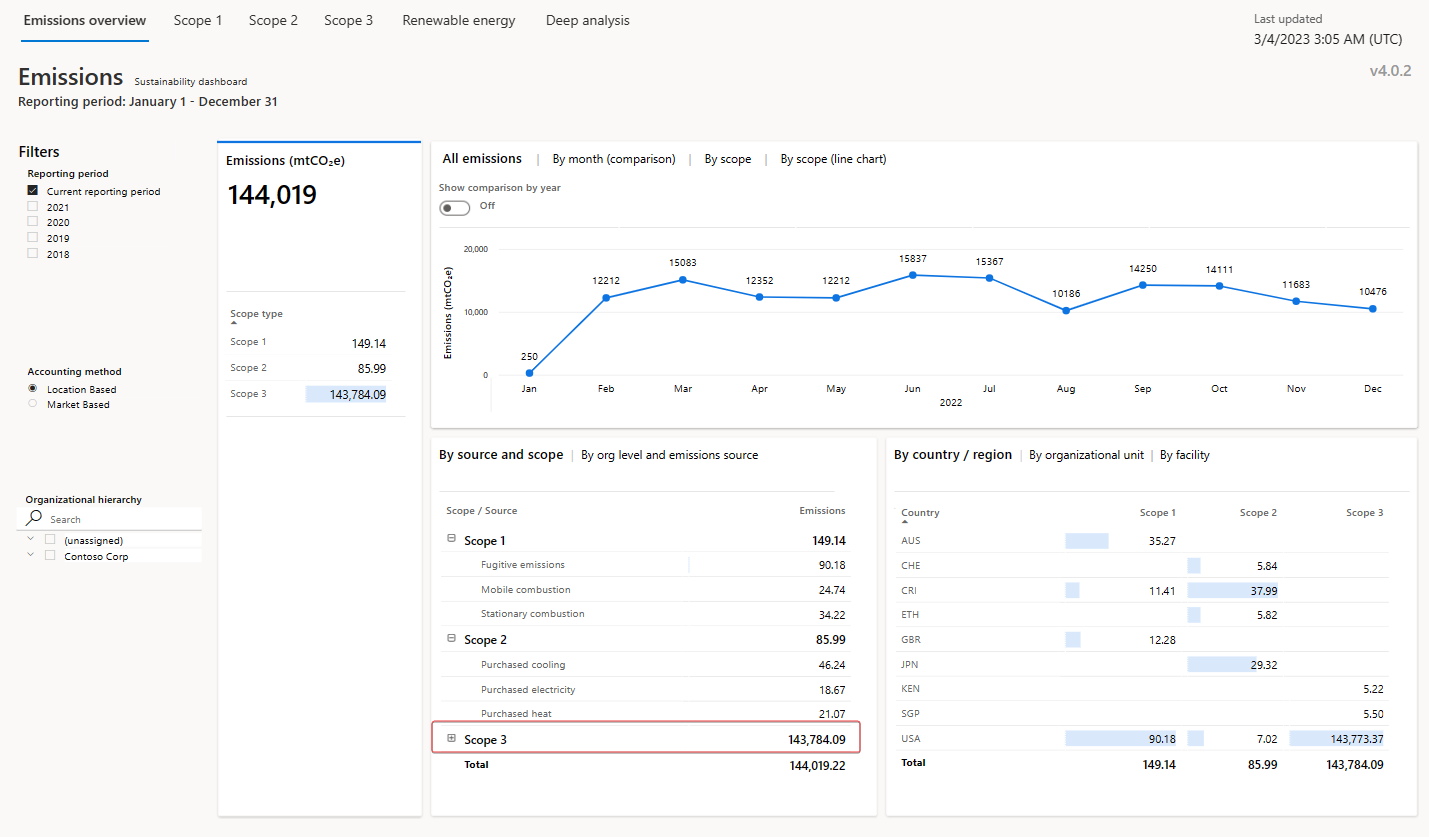 Emissions overview Scope 1 Scope 2 Scope 3 Renewable energy Deep analysis
Last updated
3/4/2023 3:05 AM (UTC)
Emissions Sustainability dashboard
v4.0.2
Reporting period: January 1 - December 31
Filters
Reporting period
Current reporting period
2021
2020
2019
2018
Accounting method
Location Based
Market Based
Organizational hierarchy
Search
(unassigned)
Contoso Corp
Emissions (mtCO₂e)
144,019
Scope type
Scope 1 149.14
Scope 2 85.99
Scope 3 143,784.09
All emissions | By month (comparison) | By scope | By scope (line chart)
Show comparison by year
Off
Emissions (mtCO₂e)
20,000
10,000
0
250 12212 15083 12352 12212 15837 15367 10186 14250 14111 11683 10476
Jan Feb Mar Apr May Jun Jul Aug Sep Oct Nov Dec
2022
By source and scope | By org level and emissions source
Scope / Source Emissions
Scope 1 149.14
Fugitive emissions 90.18
Mobile combustion 24.74
Stationary combustion 34.22
Scope 2 85.99
Purchased cooling 46.24
Purchased electricity 18.67
Purchased heat 21.07
Scope 3 143,784.09
Total 144,019.22
By country / region | By organizational unit | By facility
Country Scope 1 Scope 2 Scope 3
AUS 35.27
CHE 5.84
CRI 11.41 37.99
ETH 5.82
GBR 12.28
JPN 29.32
KEN 5.22
SGP 5.50
USA 90.18 7.02 143,773.37
Total 149.14 85.99 143,784.09